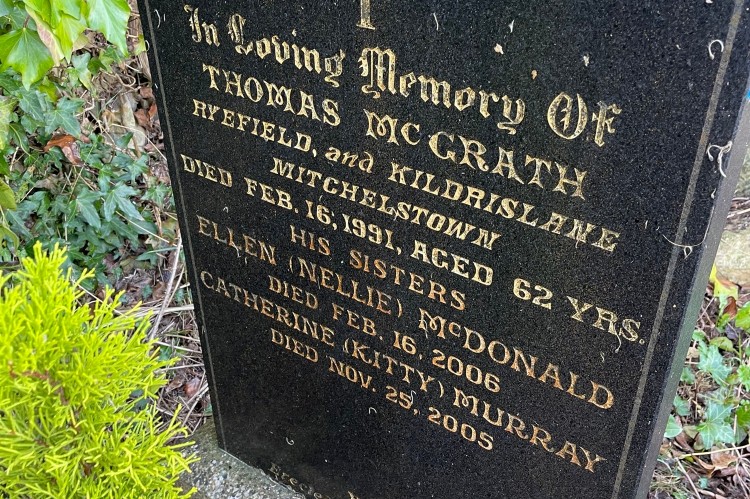 In Loving Memory Of
THOMAS McGRATH
RYEFIELD, and KILDRISLANE
MITCHELSTOWN
DIED FEB. 16, 1991, AGED 62 YRS.
HIS SISTERS
ELLEN (NELLIE) McDONALD
DIED FEB. 16, 2006
CATHERINE (KITTY) MURRAY
DIED NOV. 25, 2005